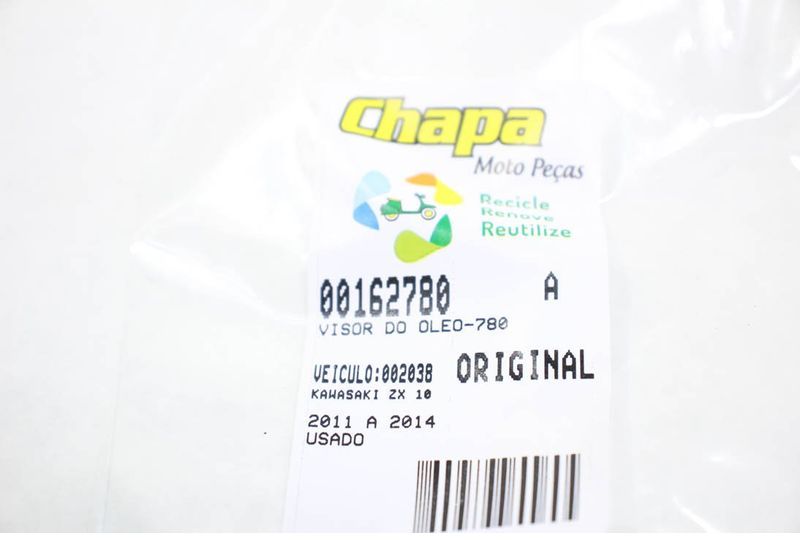 Chapa
Moto Peças
Recicle
Renove
Reutilize
00162780 A
VISOR DO OLEO-780
VEICULO:002038 ORIGINAL
KAWASAKI ZX 10
2011 A 2014
USADO